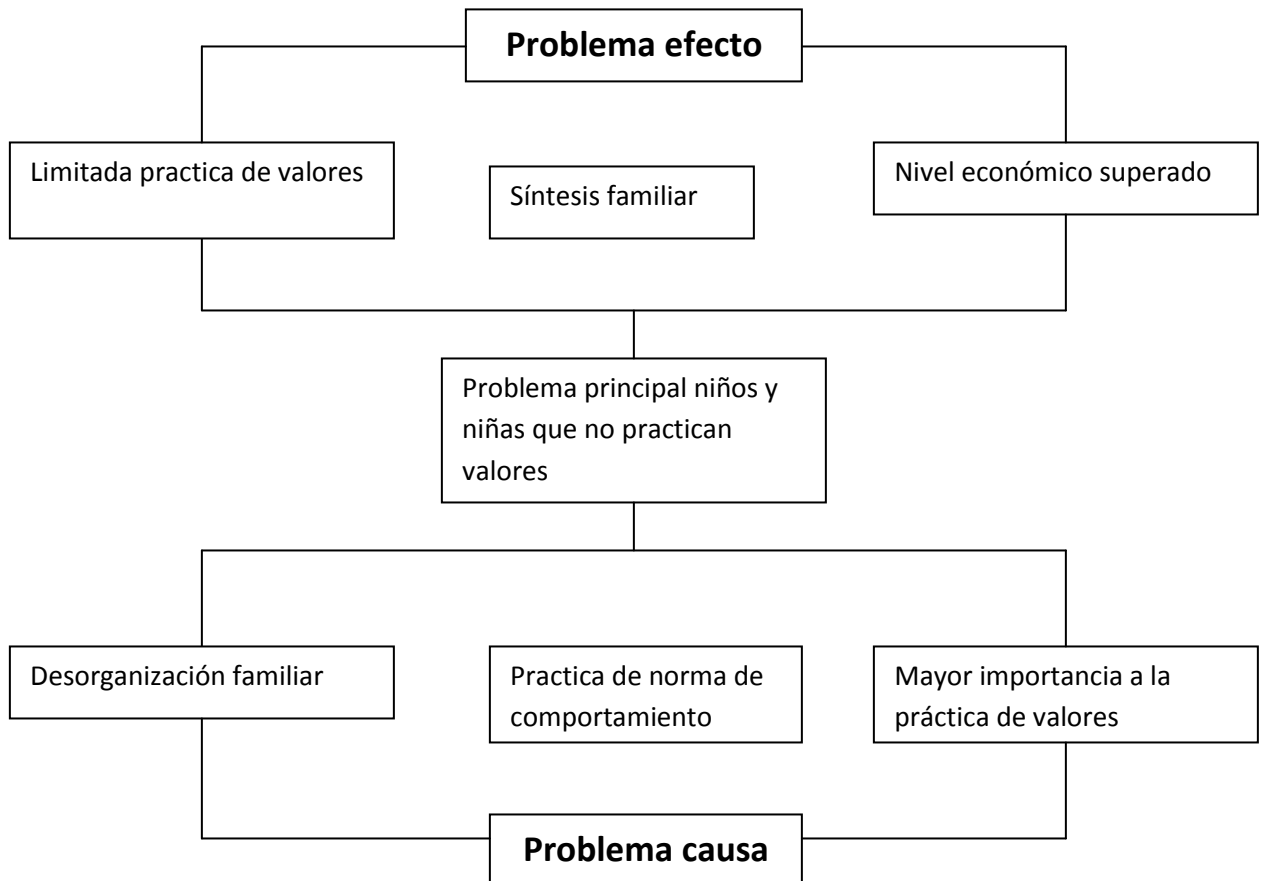 Problema efecto
Limitada practica de valores
Síntesis familiar
Nivel económico superado
Problema principal niños y
niñas que no practican
valores
Desorganización familiar
Practica de norma de
comportamiento
Mayor importancia a la
práctica de valores
Problema causa